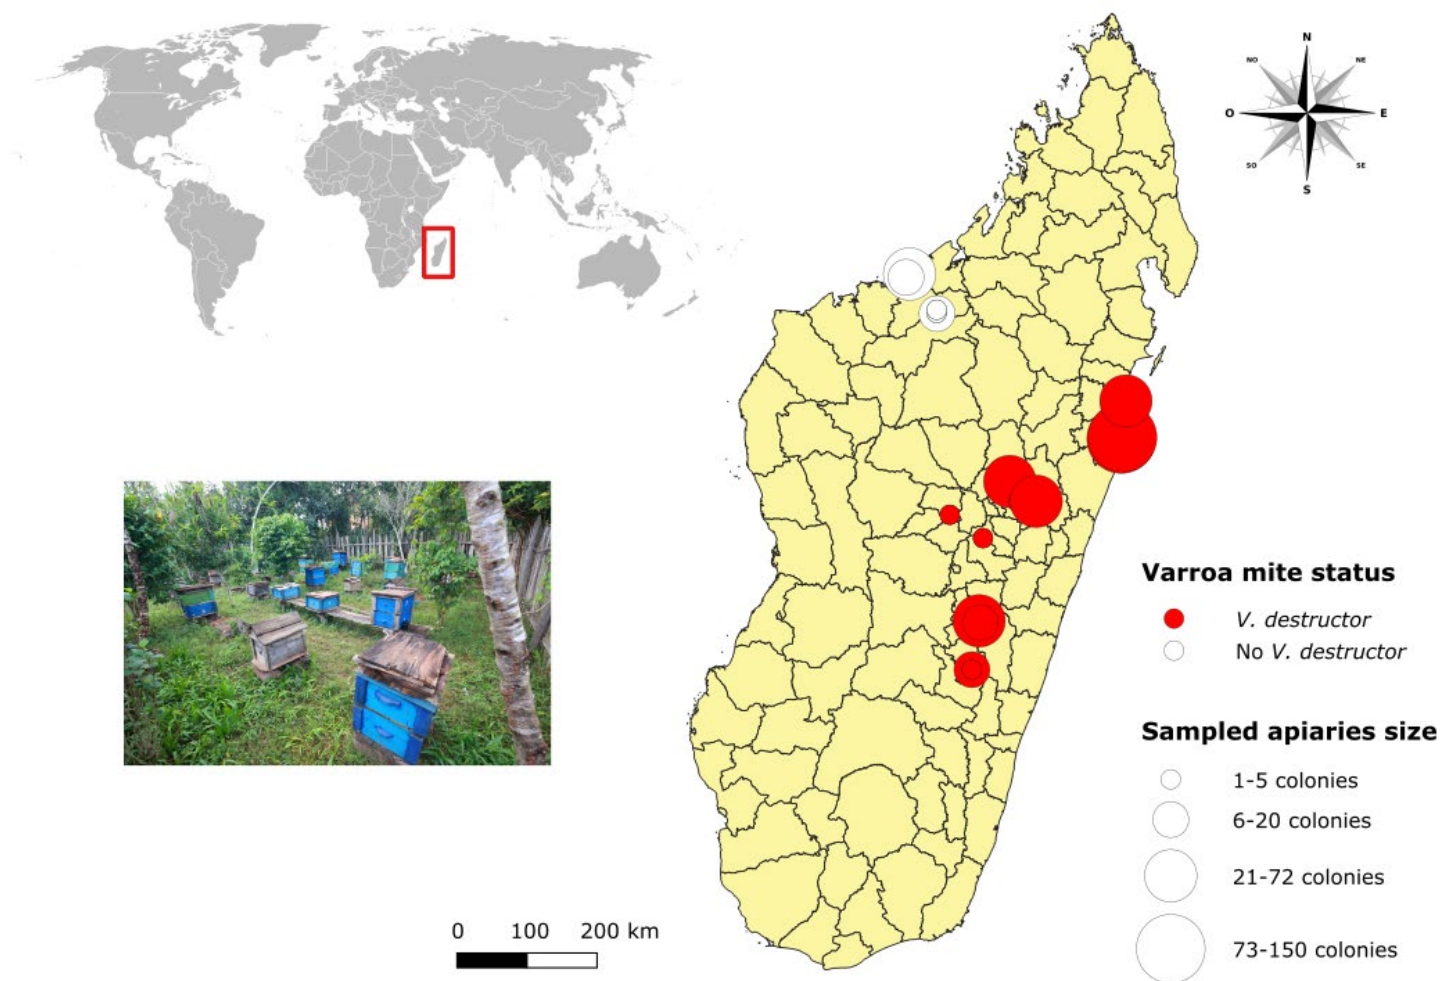 N
NO
NE
O
E
SO
SE
S
Varroa mite status
V. destructor
No V. destructor
Sampled apiaries size
1-5 colonies
6-20 colonies
21-72 colonies
73-150 colonies
0 100 200 km